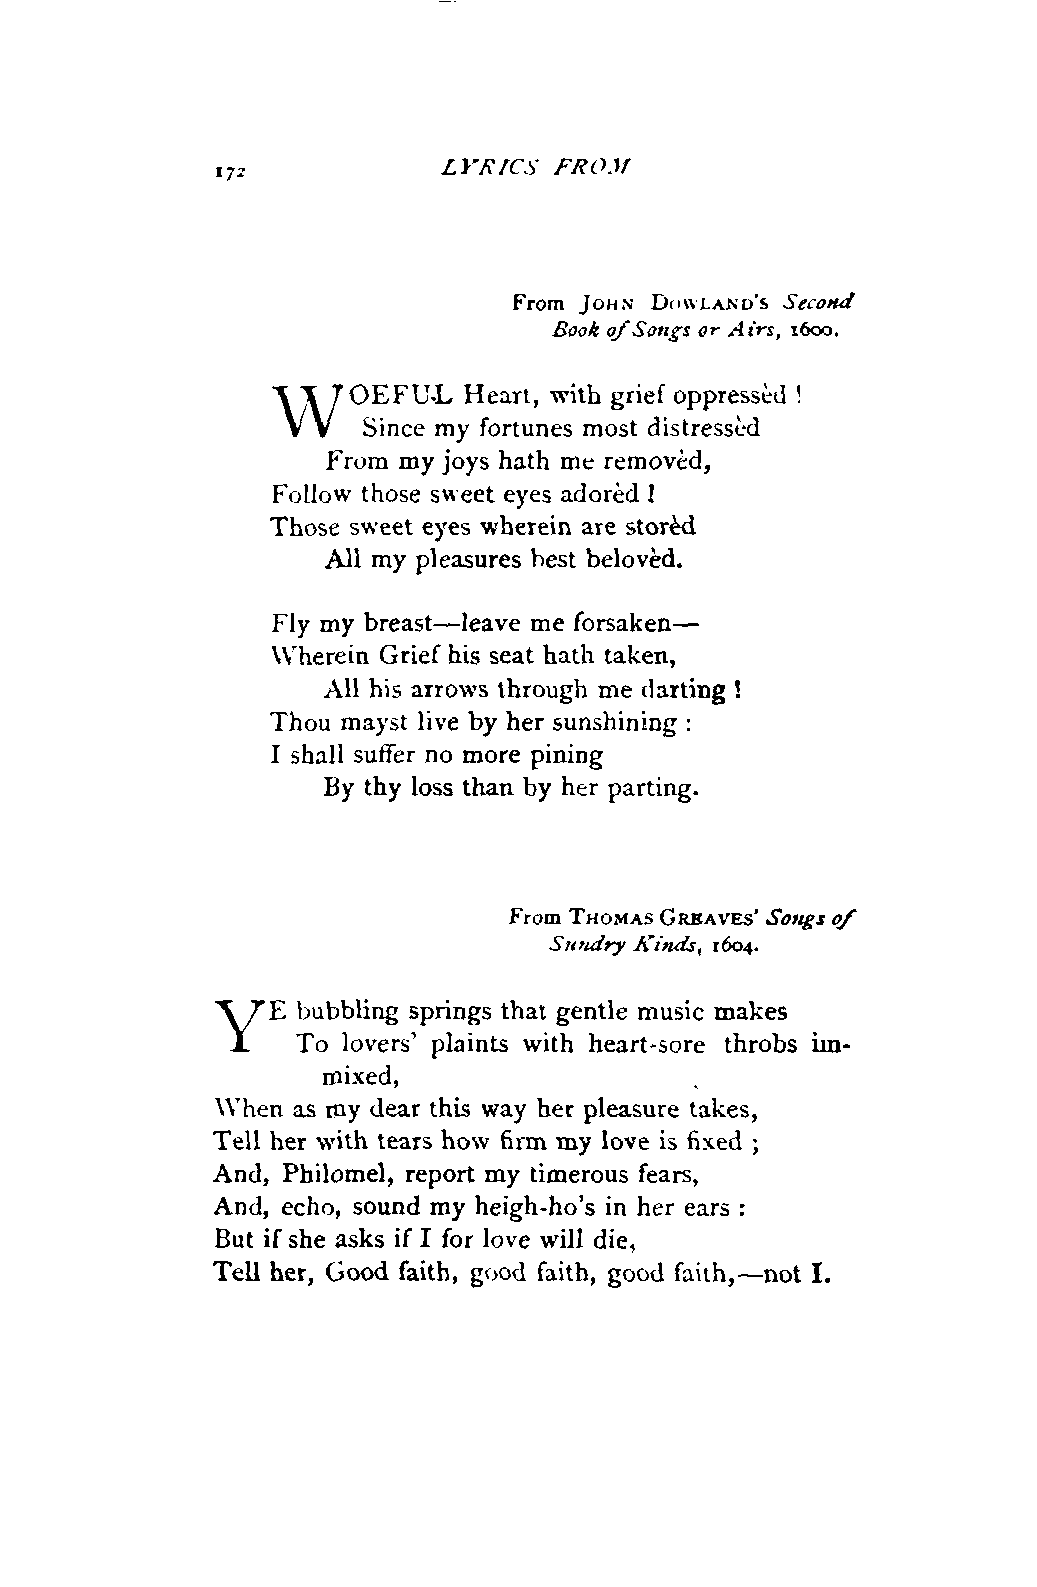 172 LYRICS FROM
From JOHN DOWLAND'S Second
Book of Songs or Airs, 1600.
WOEFUL Heart, with grief oppressèd !
Since my fortunes most distressèd
From my joys hath me removèd,
Follow those sweet eyes adorèd !
Those sweet eyes wherein are storèd
All my pleasures best belovèd.
Fly my breast—leave me forsaken—
Wherein Grief his seat hath taken,
All his arrows through me darting !
Thou mayst live by her sunshining :
I shall suffer no more pining
By thy loss than by her parting.
From THOMAS GREAVES' Songs of
Sundry Kinds, 1604.
YE bubbling springs that gentle music makes
To lovers' plaints with heart-sore throbs im-
mixed,
When as my dear this way her pleasure takes,
Tell her with tears how firm my love is fixed ;
And, Philomel, report my timerous fears,
And, echo, sound my heigh-ho's in her ears :
But if she asks if I for love will die,
Tell her, Good faith, good faith, good faith,—not I.